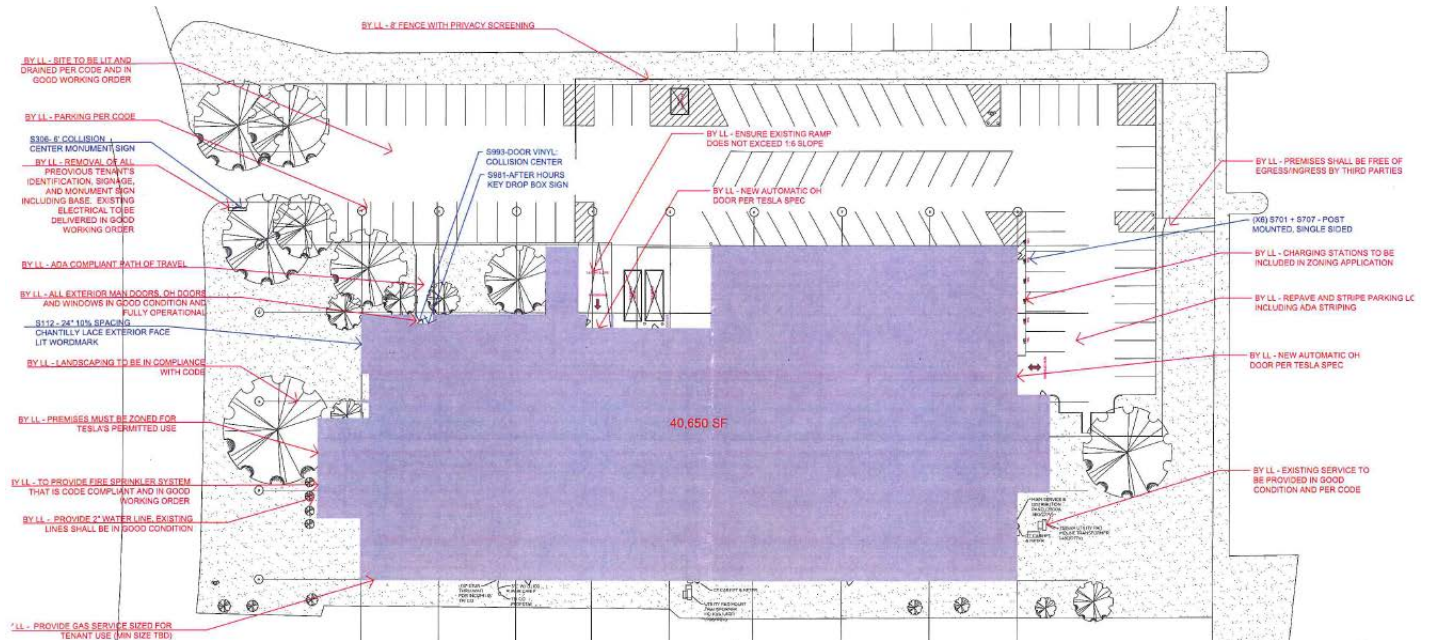 BY LL - 8' FENCE WITH PRIVACY SCREENING
BY LL - SITE TO BE LIT AND
DRAINED PER CODE AND IN
GOOD WORKING ORDER
BY LL - PARKING PER CODE
S306- 6' COLLISION
CENTER MONUMENT SIGN
BY LL - REMOVAL OF ALL
PREOVIOUS TENANT'S
IDENTIFICATION, SIGNAGE,
AND MONUMENT SIGN
INCLUDING BASE. EXISTING
ELECTRICAL TO BE
DELIVERED IN GOOD
WORKING ORDER
BY LL - ADA COMPLIANT PATH OF TRAVEL
BY LL - ALL EXTERIOR MAN DOORS, OH DOORS
AND WINDOWS IN GOOD CONDITION AND
FULLY OPERATIONAL
S112 - 24" 10% SPACING
CHANTILLY LACE EXTERIOR FACE
LIT WORDMARK
BY LL - LANDSCAPING TO BE IN COMPLIANCE
WITH CODE
BY LL - PREMISES MUST BE ZONED FOR
TESLA'S PERMITTED USE
BY LL - TO PROVIDE FIRE SPRINKLER SYSTEM
THAT IS CODE COMPLIANT AND IN GOOD
WORKING ORDER
BY LL - PROVIDE 2" WATER LINE, EXISTING
LINES SHALL BE IN GOOD CONDITION
LL - PROVIDE GAS SERVICE SIZED FOR
TENANT USE (MIN SIZE TBD)
S993-DOOR VINYL:
COLLISION CENTER
S981-AFTER HOURS
KEY DROP BOX SIGN
BY LL - ENSURE EXISTING RAMP
DOES NOT EXCEED 1:6 SLOPE
BY LL - NEW AUTOMATIC OH
DOOR PER TESLA SPEC
40,650 SF
BY LL - PREMISES SHALL BE FREE OF
EGRESS/INGRESS BY THIRD PARTIES
(X6) S701 + S707 - POST
MOUNTED, SINGLE SIDED
BY LL - CHARGING STATIONS TO BE
INCLUDED IN ZONING APPLICATION
BY LL - REPAVE AND STRIPE PARKING LO
INCLUDING ADA STRIPING
BY LL - NEW AUTOMATIC OH
DOOR PER TESLA SPEC
BY LL - EXISTING SERVICE TO
BE PROVIDED IN GOOD
CONDITION AND PER CODE